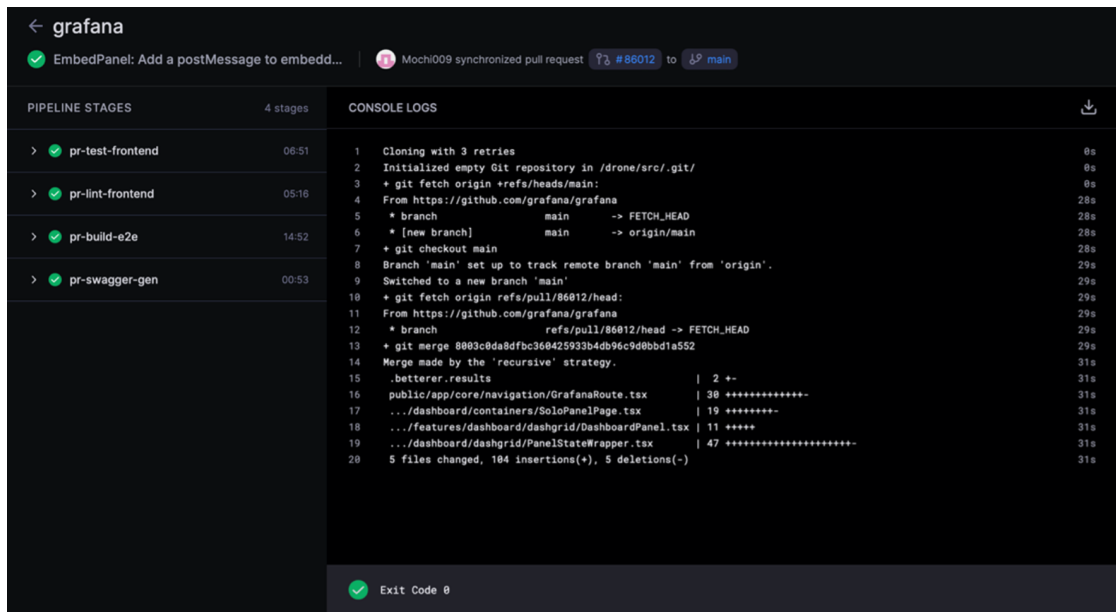 grafana
EmbedPanel: Add a postMessage to embedd... Mochi009 synchronized pull request #86012 to main
PIPELINE STAGES 4 stages
pr-test-frontend 06:51
pr-lint-frontend 05:16
pr-build-e2e 14:52
pr-swagger-gen 00:53
CONSOLE LOGS
1 Cloning with 3 retries 0s
2 Initialized empty Git repository in /drone/src/.git/ 0s
3 + git fetch origin +refs/heads/main: 0s
4 From https://github.com/grafana/grafana 28s
5 * branch main -> FETCH_HEAD 28s
6 * [new branch] main -> origin/main 28s
7 + git checkout main 28s
8 Branch 'main' set up to track remote branch 'main' from 'origin'. 29s
9 Switched to a new branch 'main' 29s
10 + git fetch origin refs/pull/86012/head: 29s
11 From https://github.com/grafana/grafana 29s
12 * branch refs/pull/86012/head -> FETCH_HEAD 29s
13 + git merge 8003c0da8dfbc360425933b4db96c9d0bbd1a552 29s
14 Merge made by the 'recursive' strategy. 31s
15 .betterer.results | 2 +- 31s
16 public/app/core/navigation/GrafanaRoute.tsx | 30 +++++++++++++- 31s
17 .../dashboard/containers/SoloPanelPage.tsx | 19 ++++++++- 31s
18 .../features/dashboard/dashgrid/DashboardPanel.tsx | 11 +++++ 31s
19 .../dashboard/dashgrid/PanelStateWrapper.tsx | 47 +++++++++++++++++++++- 31s
20 5 files changed, 104 insertions(+), 5 deletions(-) 31s
Exit Code 0